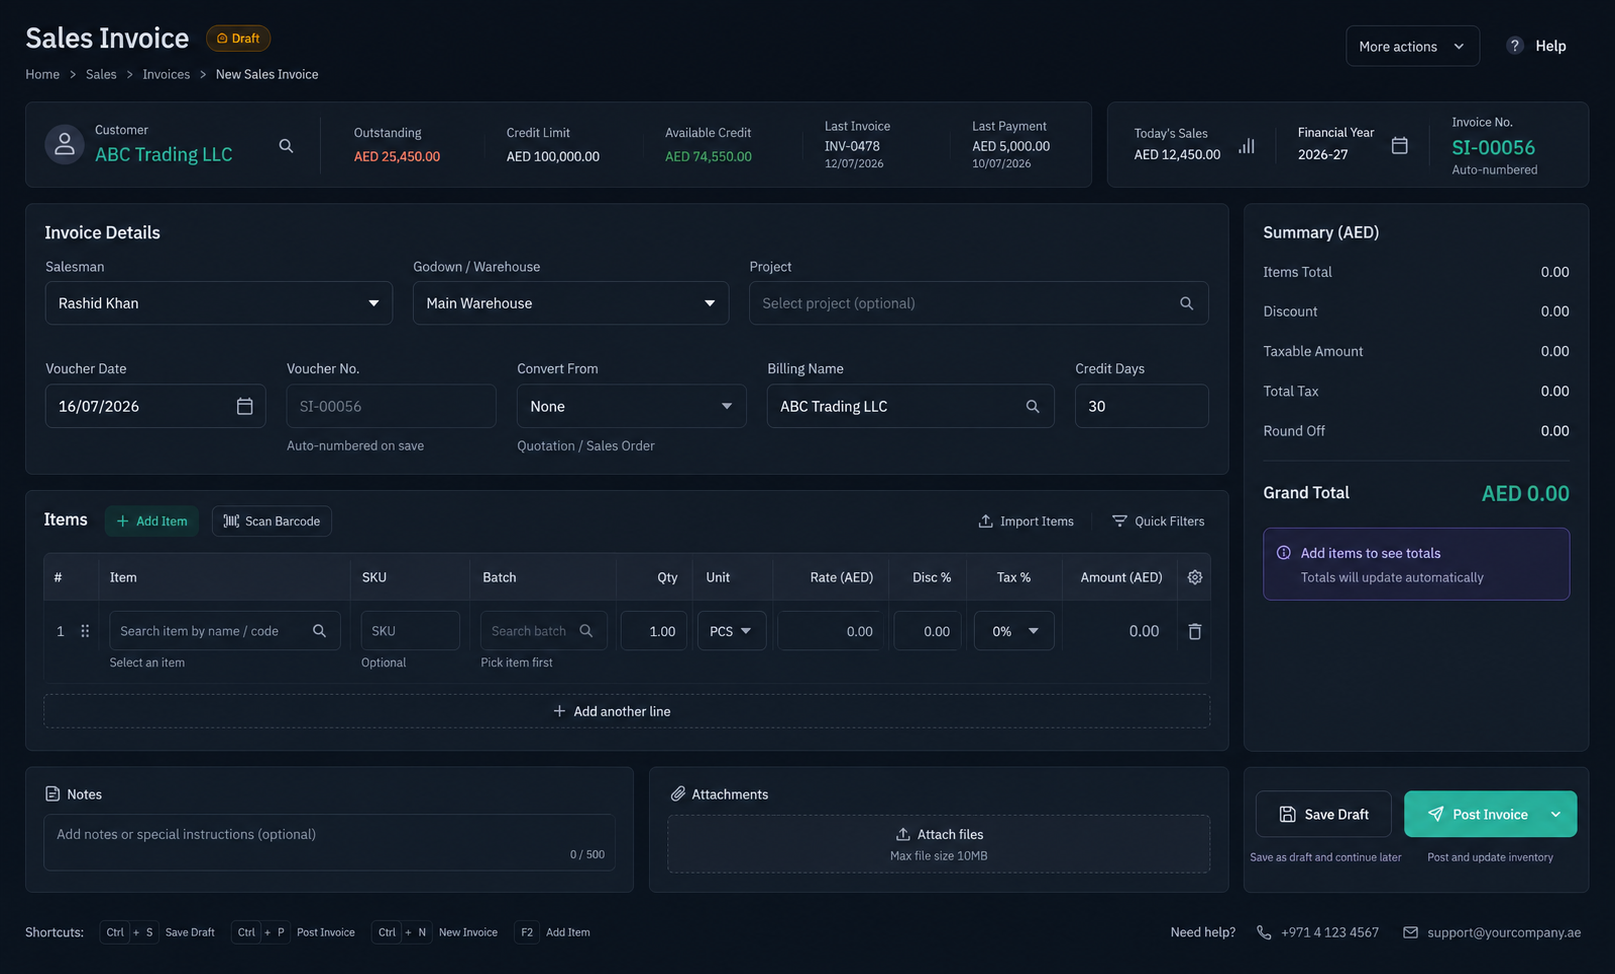 Sales Invoice
Draft
More actions
? Help
Home > Sales > Invoices > New Sales Invoice
Customer
ABC Trading LLC
Outstanding
AED 25,450.00
Credit Limit
AED 100,000.00
Available Credit
AED 74,550.00
Last Invoice
INV-0478
12/07/2026
Last Payment
AED 5,000.00
10/07/2026
Today's Sales
AED 12,450.00
Financial Year
2026-27
Invoice No.
SI-00056
Auto-numbered
Invoice Details
Salesman
Rashid Khan
Godown / Warehouse
Main Warehouse
Project
Select project (optional)
Voucher Date
16/07/2026
Voucher No.
SI-00056
Auto-numbered on save
Convert From
None
Quotation / Sales Order
Billing Name
ABC Trading LLC
Credit Days
30
Summary (AED)
Items Total 0.00
Discount 0.00
Taxable Amount 0.00
Total Tax 0.00
Round Off 0.00
Grand Total AED 0.00
Add items to see totals
Totals will update automatically
Items
+ Add Item
Scan Barcode
Import Items
Quick Filters
# Item SKU Batch Qty Unit Rate (AED) Disc % Tax % Amount (AED)
1 Search item by name / code SKU Search batch 1.00 PCS 0.00 0.00 0% 0.00
Select an item Optional Pick item first
+ Add another line
Notes
Add notes or special instructions (optional)
0 / 500
Attachments
Attach files
Max file size 10MB
Save Draft
Save as draft and continue later
Post Invoice
Post and update inventory
Shortcuts: Ctrl + S Save Draft Ctrl + P Post Invoice Ctrl + N New Invoice F2 Add Item
Need help? +971 4 123 4567 support@yourcompany.ae